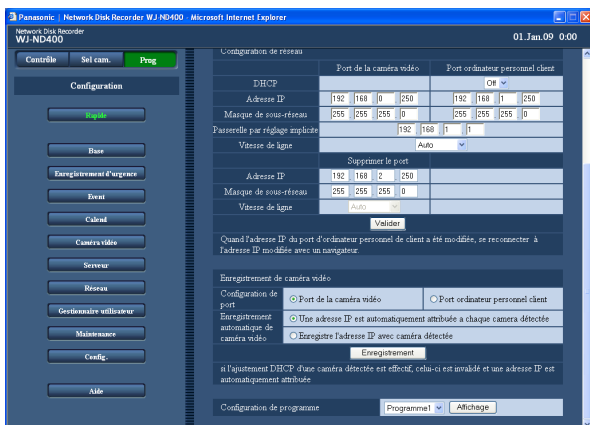 Panasonic | Network Disk Recorder WJ-ND400 - Microsoft Internet Explorer
Network Disk Recorder
WJ-ND400
01.Jan.09 0:00
Contrôle Sel cam. Prog
Configuration
Rapide
Base
Enregistrement d'urgence
Event
Calend
Caméra vidéo
Serveur
Réseau
Gestionnaire utilisateur
Maintenance
Config.
Aide
Configuration de réseau
Port de la caméra vidéo Port ordinateur personnel client
DHCP Off
Adresse IP 192 . 168 . 0 . 250 192 . 168 . 1 . 250
Masque de sous-réseau 255 . 255 . 255 . 0 255 . 255 . 255 . 0
Passerelle par réglage implicite 192 . 168 . 1 . 1
Vitesse de ligne Auto
Supprimer le port
Adresse IP 192 . 168 . 2 . 250
Masque de sous-réseau 255 . 255 . 255 . 0
Vitesse de ligne Auto
Valider
Quand l'adresse IP du port d'ordinateur personnel de client a été modifiée, se reconnecter à
l'adresse IP modifiée avec un navigateur.
Enregistrement de caméra vidéo
Configuration de port Port de la caméra vidéo Port ordinateur personnel client
Enregistrement automatique de caméra vidéo
Une adresse IP est automatiquement attribuée a chaque camera détectée
Enregistre l'adresse IP avec caméra détectée
Enregistrement
si l'ajustement DHCP d'une caméra détectée est effectif, celui-ci est invalidé et une adresse IP est
automatiquement attribuée
Configuration de programme Programme1 Affichage